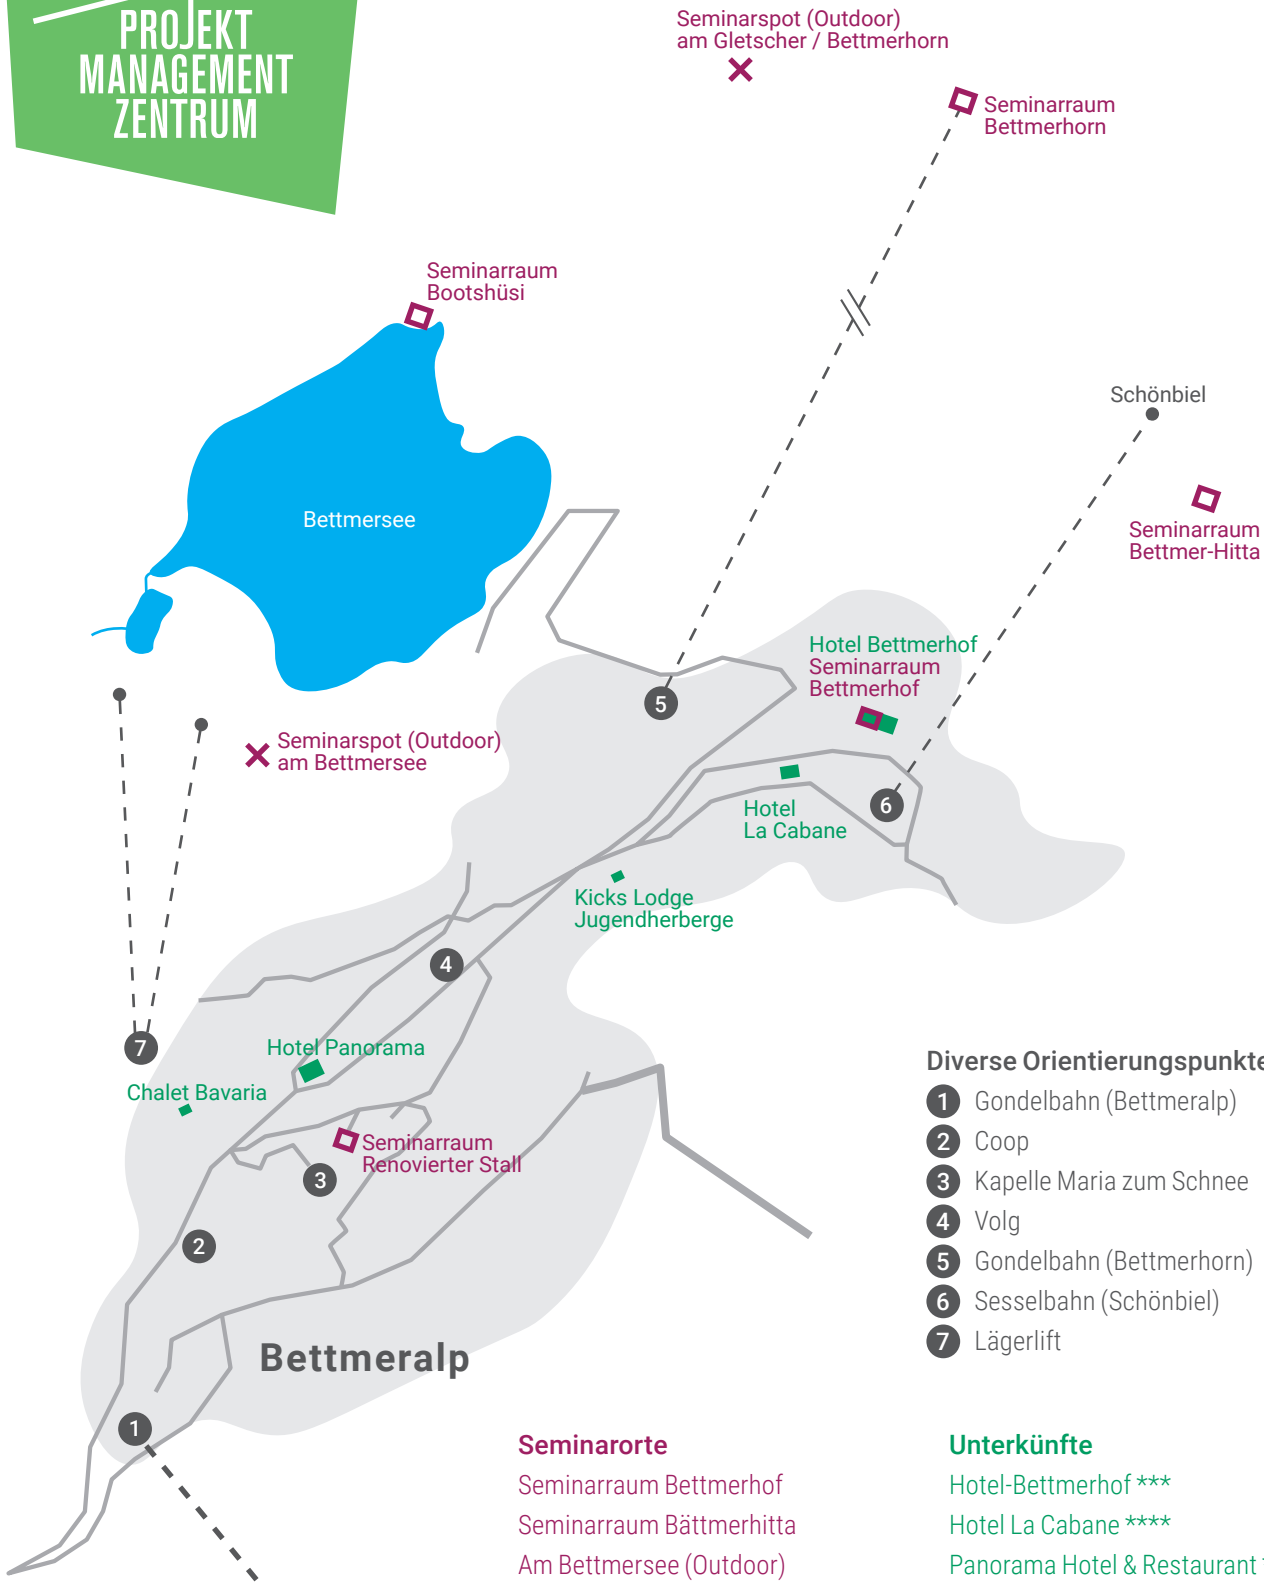 PROJEKT
MANAGEMENT
ZENTRUM
Seminarspot (Outdoor)
am Gletscher / Bettmerhorn
Seminarraum
Bettmerhorn
Seminarraum
Bootshüsi
Schönbiel
Bettmersee
Seminarraum
Bettmer-Hitta
Hotel Bettmerhof
Seminarraum
Bettmerhof
5
Seminarspot (Outdoor)
am Bettmersee
6
Hotel
La Cabane
Kicks Lodge
Jugendherberge
4
7
Hotel Panorama
Chalet Bavaria
Seminarraum
Renovierter Stall
3
2
Bettmeralp
1
Diverse Orientierungspunkte
1 Gondelbahn (Bettmeralp)
2 Coop
3 Kapelle Maria zum Schnee
4 Volg
5 Gondelbahn (Bettmerhorn)
6 Sesselbahn (Schönbiel)
7 Lägerlift
Seminarorte
Seminarraum Bettmerhof
Seminarraum Bättmerhitta
Am Bettmersee (Outdoor)
Unterkünfte
Hotel-Bettmerhof ***
Hotel La Cabane ****
Panorama Hotel & Restaurant